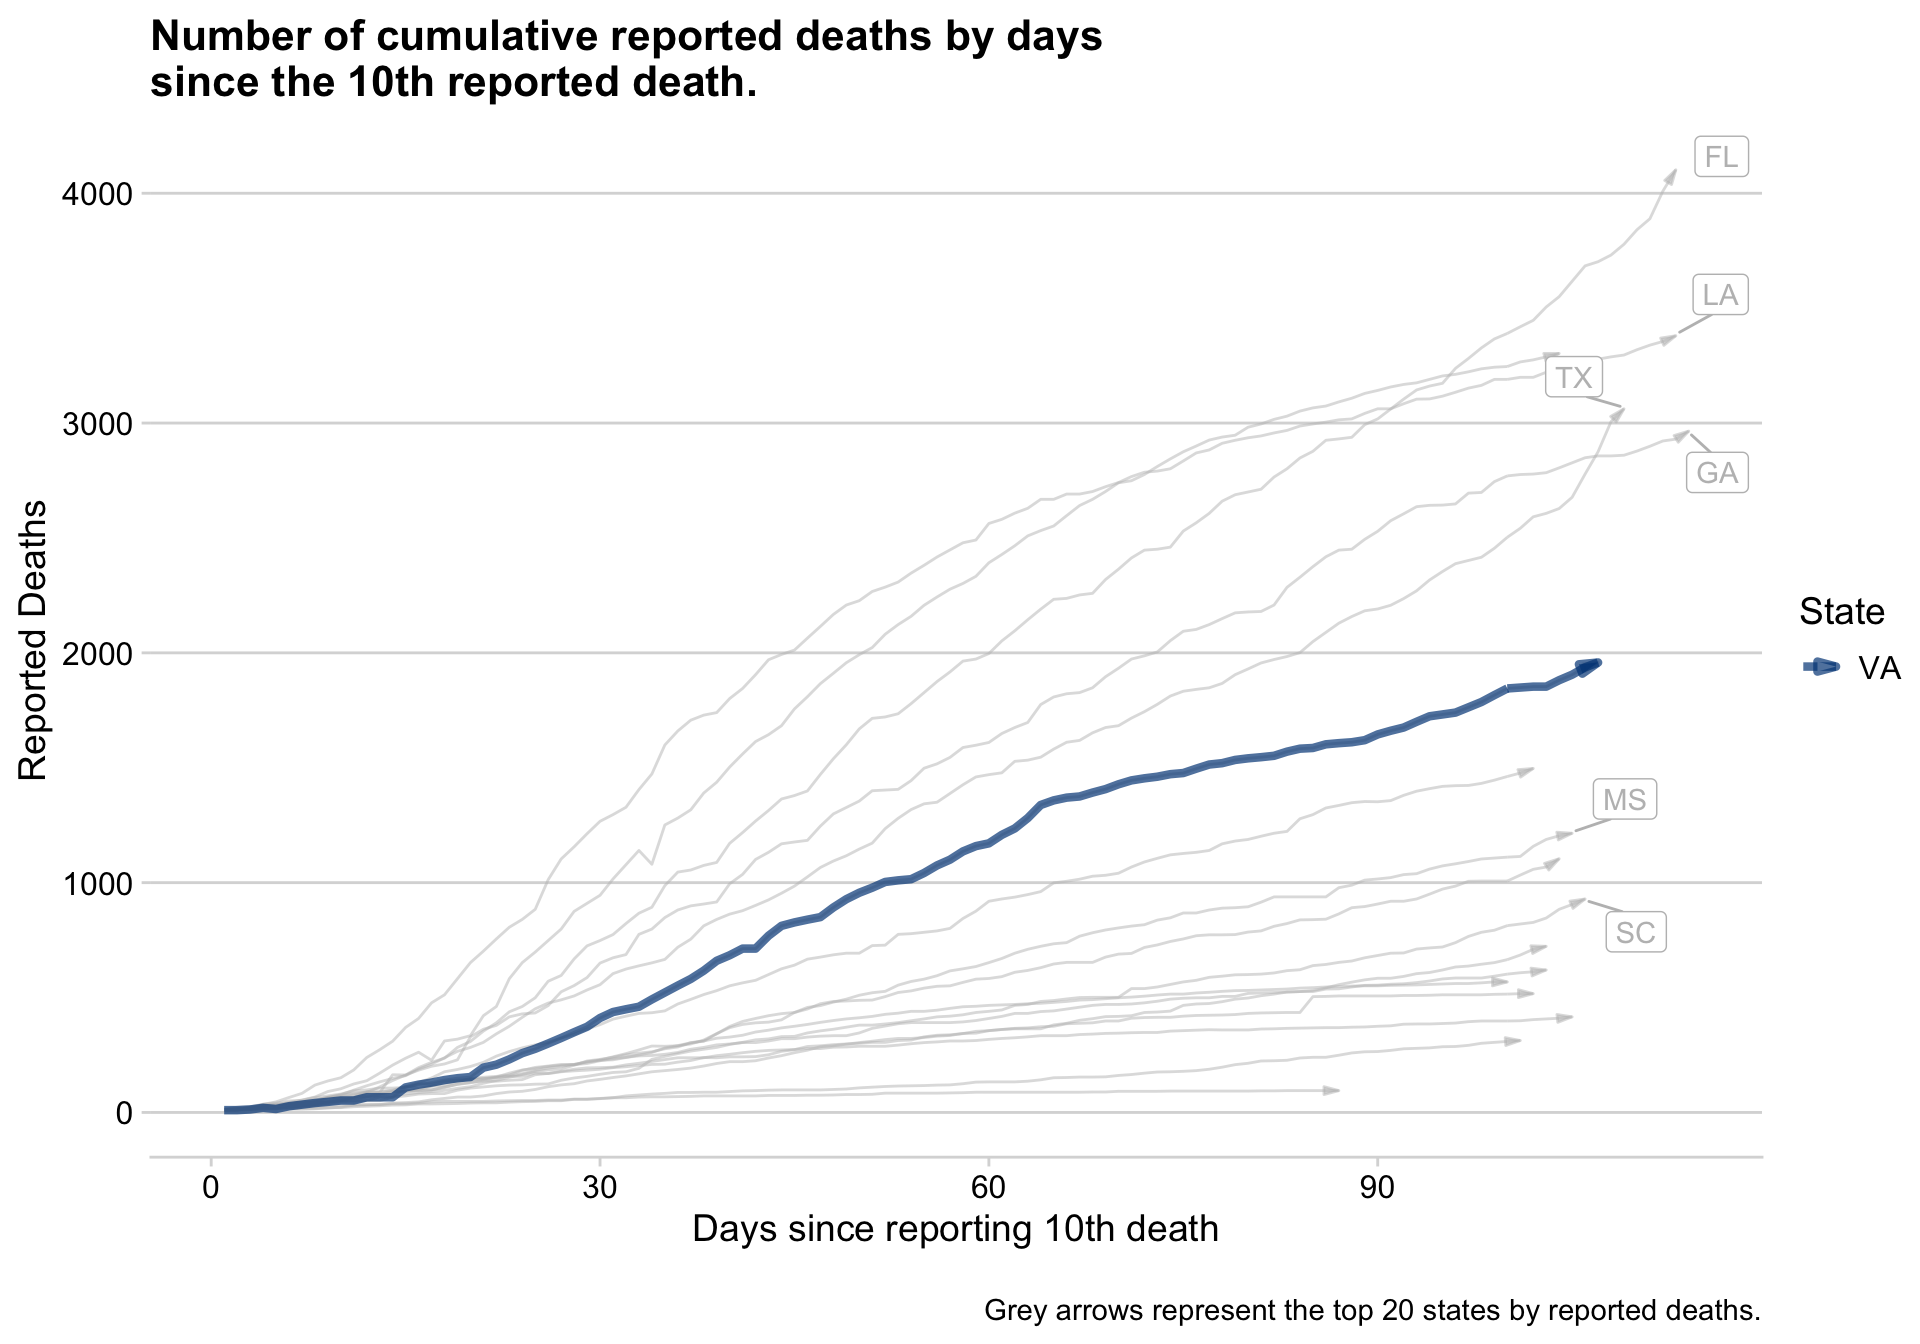 Number of cumulative reported deaths by days
since the 10th reported death.
FL
4000
LA
TX
3000
GA
Reported Deaths
2000
State
VA
MS
1000
SC
0
0 30 60 90
Days since reporting 10th death
Grey arrows represent the top 20 states by reported deaths.